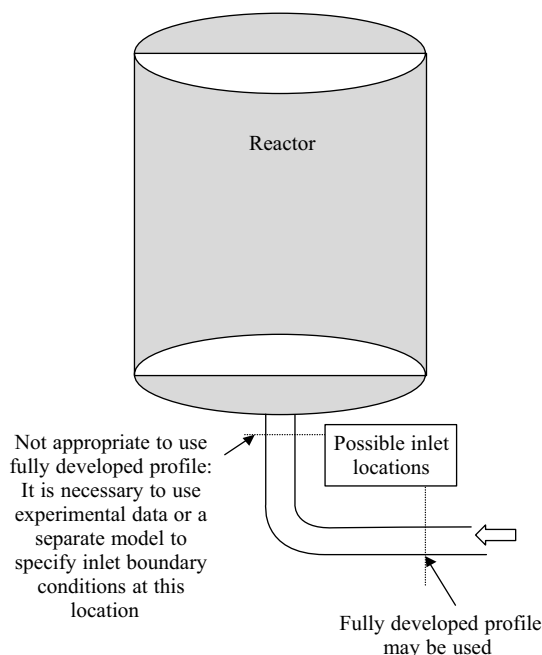 Reactor
Not appropriate to use
fully developed profile:
It is necessary to use
experimental data or a
separate model to
specify inlet boundary
conditions at this
location
Possible inlet
locations
Fully developed profile
may be used